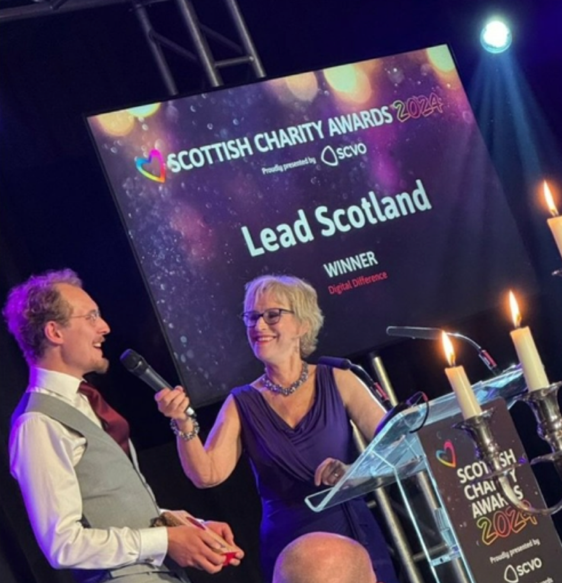 SCOTTISH CHARITY AWARDS 2024
Proudly presented by SCVO
Lead Scotland
WINNER
Digital Difference
SCOTTISH
CHARITY
AWARDS
2024
Proudly presented by
SCVO